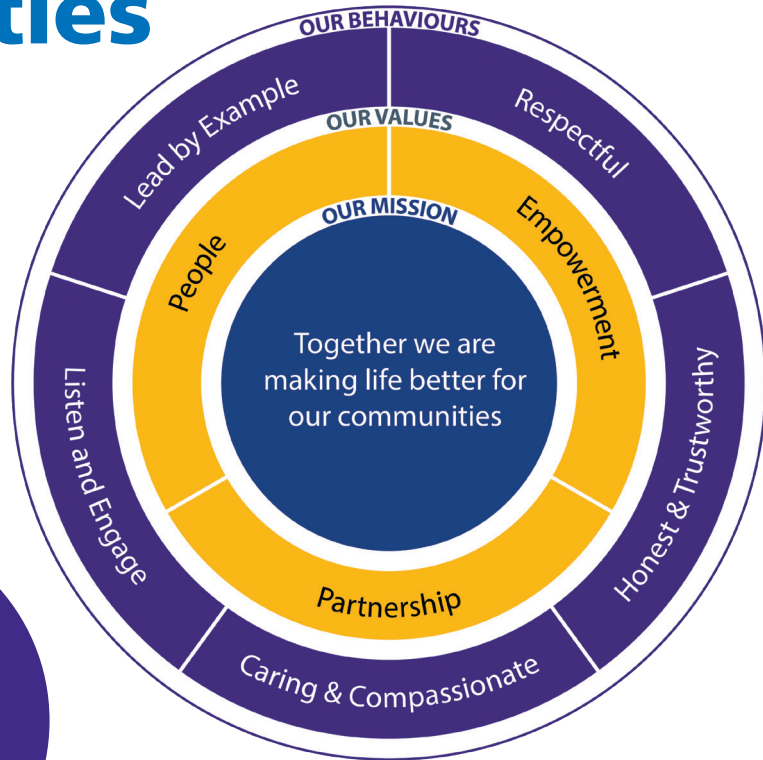 ties
OUR BEHAVIOURS
Lead by Example
Respectful
OUR VALUES
People
Empowerment
OUR MISSION
Together we are
making life better for
our communities
Listen and Engage
Honest & Trustworthy
Partnership
Caring & Compassionate